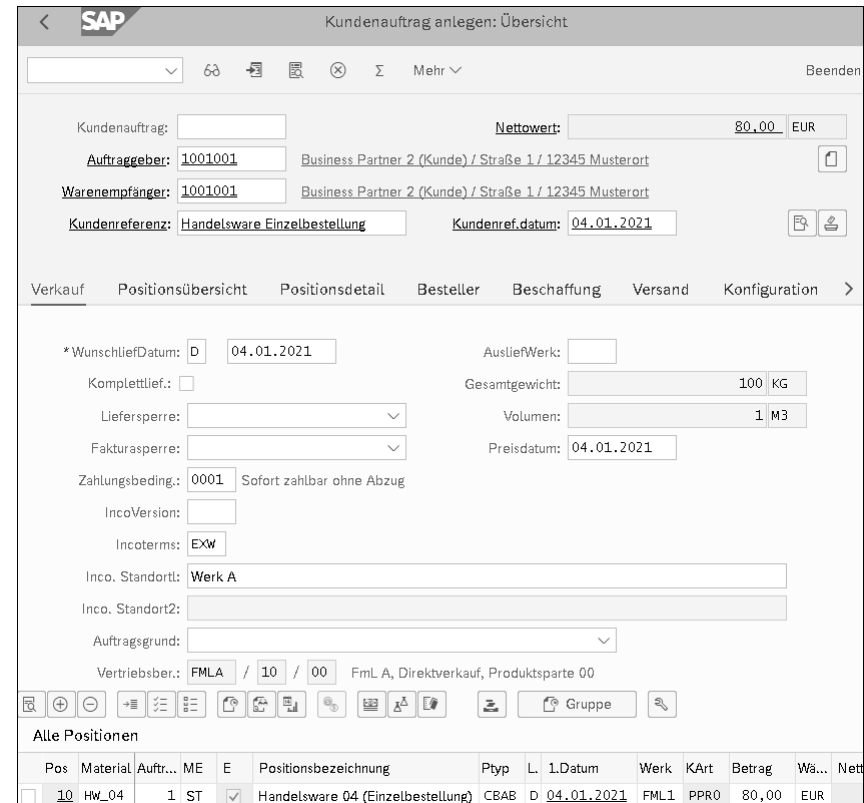 SAP Kundenauftrag anlegen: Übersicht
Mehr Beenden
Kundenauftrag: Nettowert: 80,00 EUR
Auftraggeber: 1001001 Business Partner 2 (Kunde) / Straße 1 / 12345 Musterort
Warenempfänger: 1001001 Business Partner 2 (Kunde) / Straße 1 / 12345 Musterort
Kundenreferenz: Handelsware Einzelbestellung Kundenref.datum: 04.01.2021
Verkauf Positionsübersicht Positionsdetail Besteller Beschaffung Versand Konfiguration
*WunschliefDatum: D 04.01.2021 AusliefWerk:
Komplettlief.: Gesamtgewicht: 100 KG
Liefersperre: Volumen: 1 M3
Fakturasperre: Preisdatum: 04.01.2021
Zahlungsbeding.: 0001 Sofort zahlbar ohne Abzug
IncoVersion:
Incoterms: EXW
Inco. Standort1: Werk A
Inco. Standort2:
Auftragsgrund:
Vertriebsber.: FMLA / 10 / 00 FmL A, Direktverkauf, Produktsparte 00
Gruppe
Alle Positionen
Pos Material Auftr... ME E Positionsbezeichnung Ptyp L. 1.Datum Werk KArt Betrag Wä... Nett
10 HW_04 1 ST Handelsware 04 (Einzelbestellung) CBAB D 04.01.2021 FML1 PPR0 80,00 EUR